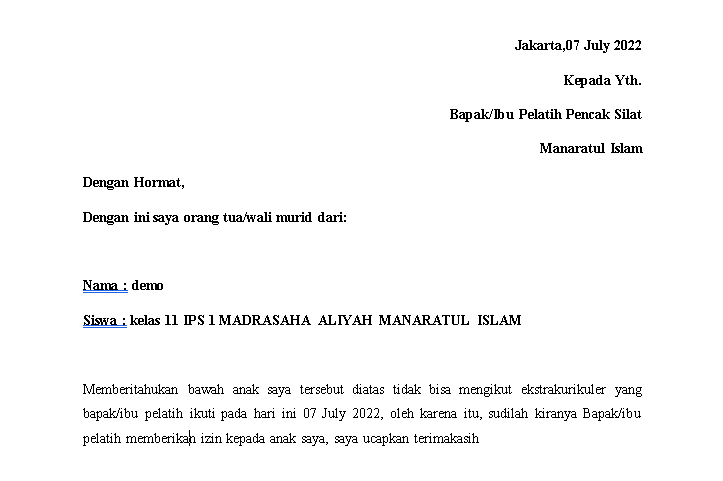 Jakarta,07 July 2022
Kepada Yth.
Bapak/Ibu Pelatih Pencak Silat
Manaratul Islam
Dengan Hormat,
Dengan ini saya orang tua/wali murid dari:
Nama : demo
Siswa : kelas 11 IPS 1 MADRASAHA ALIYAH MANARATUL ISLAM
Memberitahukan bawah anak saya tersebut diatas tidak bisa mengikut ekstrakurikuler yang
bapak/ibu pelatih ikuti pada hari ini 07 July 2022, oleh karena itu, sudilah kiranya Bapak/ibu
pelatih memberikan izin kepada anak saya, saya ucapkan terimakasih